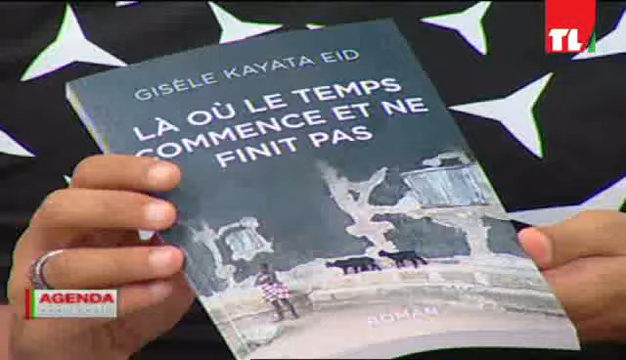 TL
GISÈLE KAYATA EID
LÀ OÙ LE TEMPS
COMMENCE ET NE
FINIT PAS
ROMAN
AGENDA